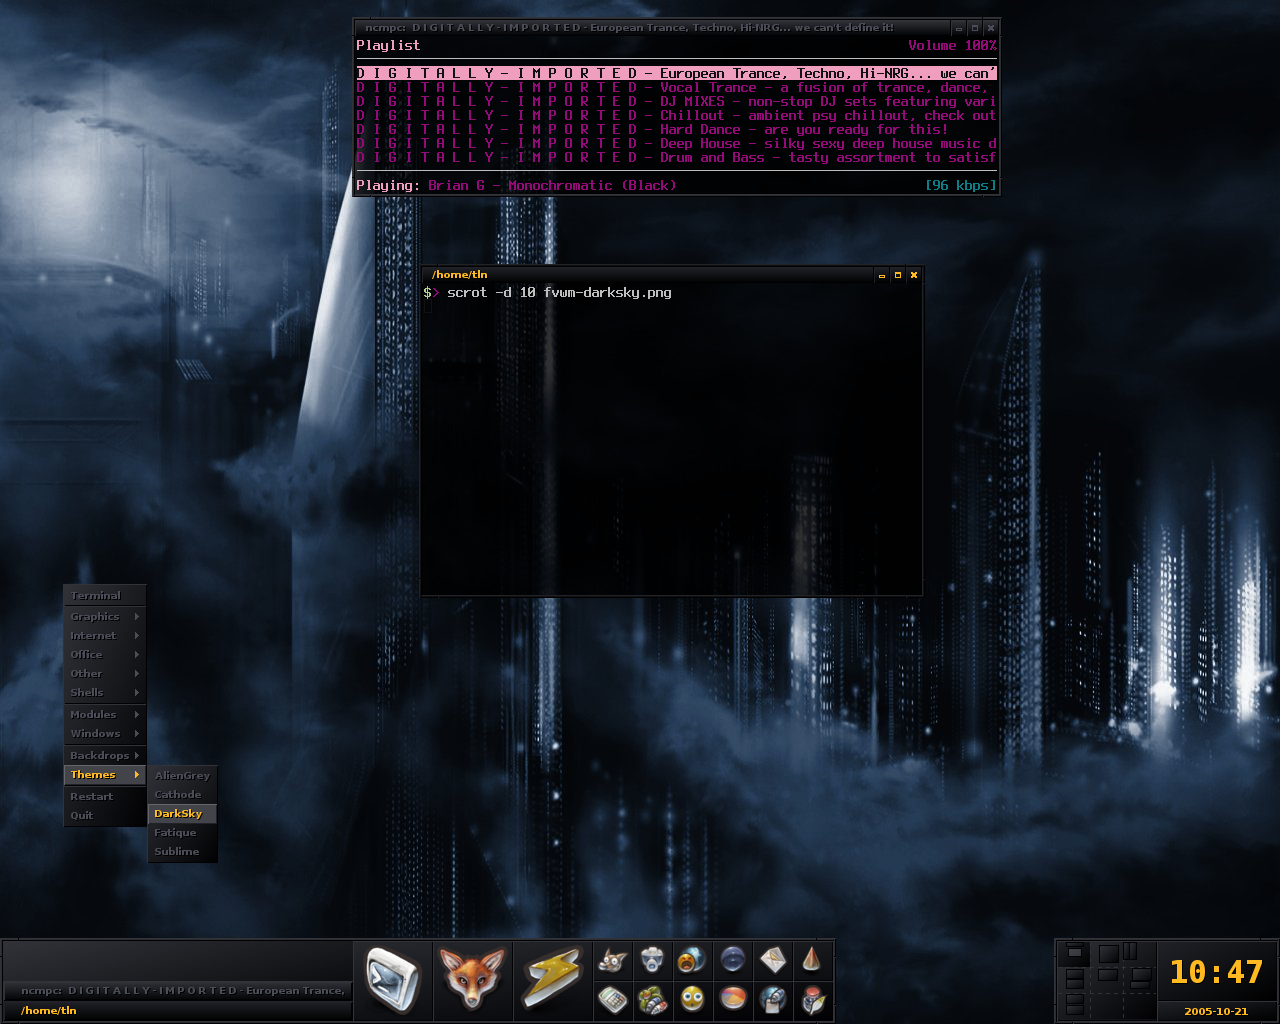 ncmpc: D I G I T A L L Y - I M P O R T E D - European Trance, Techno, Hi-NRG... we can't define it!
Playlist Volume 100%
D I G I T A L L Y - I M P O R T E D - European Trance, Techno, Hi-NRG... we can'
D I G I T A L L Y - I M P O R T E D - Vocal Trance - a fusion of trance, dance,
D I G I T A L L Y - I M P O R T E D - DJ MIXES - non-stop DJ sets featuring vari
D I G I T A L L Y - I M P O R T E D - Chillout - ambient psy chillout, check out
D I G I T A L L Y - I M P O R T E D - Hard Dance - are you ready for this!
D I G I T A L L Y - I M P O R T E D - Deep House - silky sexy deep house music d
D I G I T A L L Y - I M P O R T E D - Drum and Bass - tasty assortment to satisf
Playing: Brian G - Monochromatic (Black) [96 kbps]
/home/tln
$> scrot -d 10 fvwm-darksky.png
Terminal
Graphics
Internet
Office
Other
Shells
Modules
Windows
Backdrops
Themes
Restart
Quit
AlienGrey
Cathode
DarkSky
Fatique
Sublime
ncmpc: D I G I T A L L Y - I M P O R T E D - European Trance,
/home/tln
10:47
2005-10-21